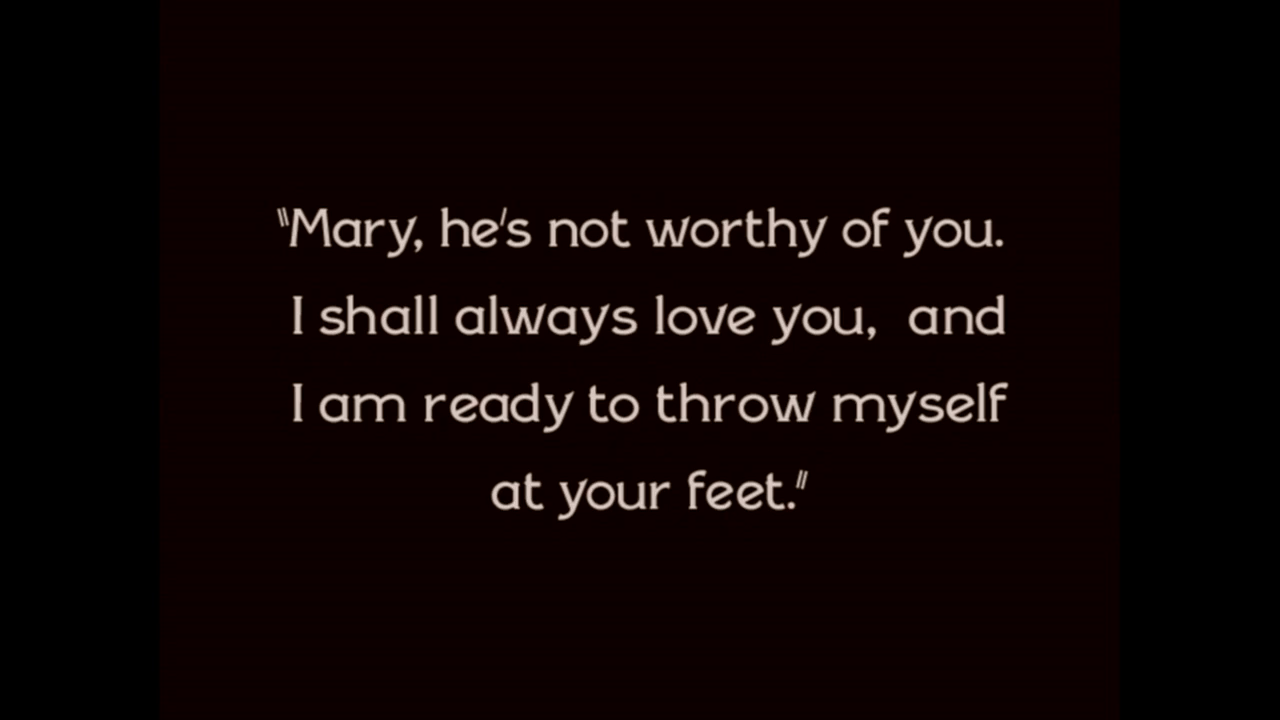 "Mary, he's not worthy of you.
I shall always love you, and
I am ready to throw myself
at your feet."